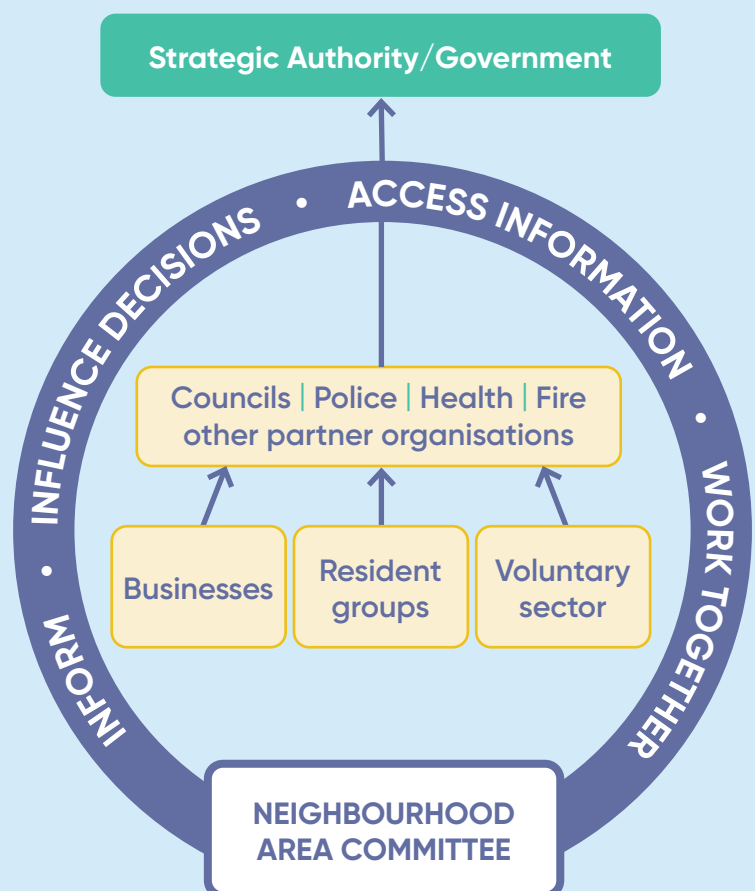 Strategic Authority/Government
INFORM • INFLUENCE DECISIONS • ACCESS INFORMATION • WORK TOGETHER
Councils | Police | Health | Fire
other partner organisations
Businesses
Resident
groups
Voluntary
sector
NEIGHBOURHOOD
AREA COMMITTEE